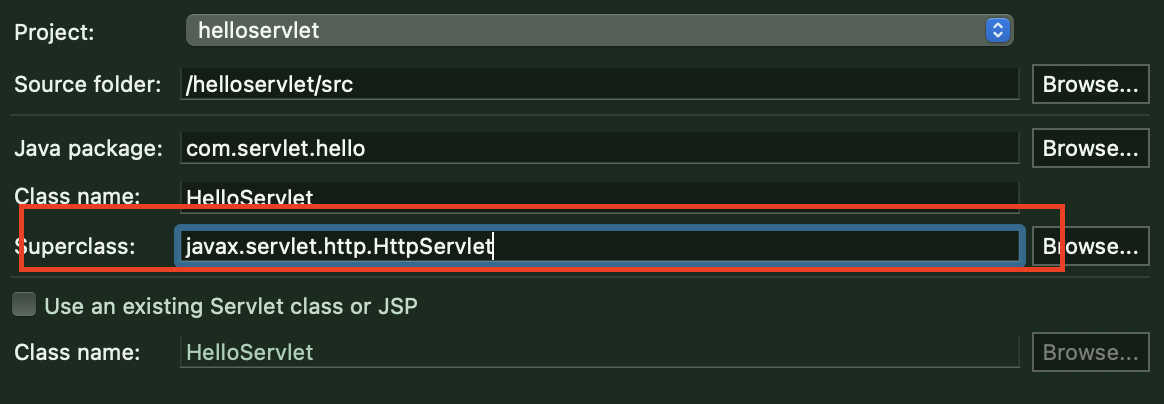 Project: helloservlet
Source folder: /helloservlet/src Browse...
Java package: com.servlet.hello Browse...
Class name: HelloServlet
Superclass: javax.servlet.http.HttpServlet Browse...
Use an existing Servlet class or JSP
Class name: HelloServlet Browse...